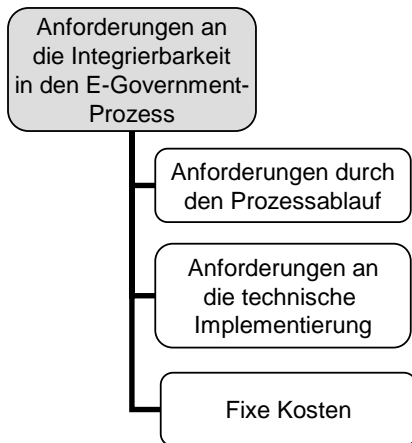 Anforderungen an
die Integrierbarkeit
in den E-Government-
Prozess
Anforderungen durch
den Prozessablauf
Anforderungen an
die technische
Implementierung
Fixe Kosten